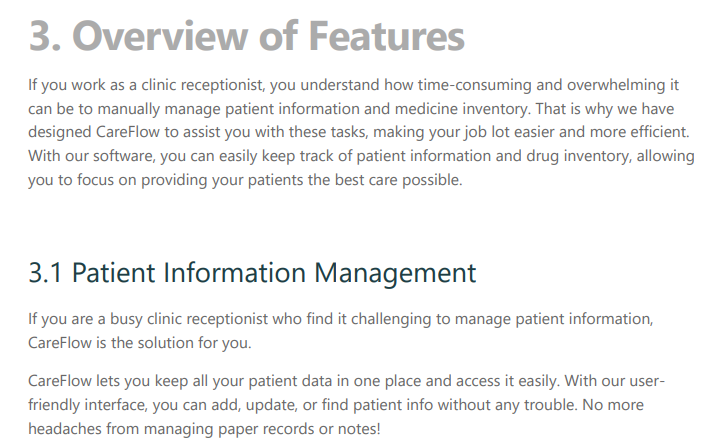 3. Overview of Features
If you work as a clinic receptionist, you understand how time-consuming and overwhelming it
can be to manually manage patient information and medicine inventory. That is why we have
designed CareFlow to assist you with these tasks, making your job lot easier and more efficient.
With our software, you can easily keep track of patient information and drug inventory, allowing
you to focus on providing your patients the best care possible.
3.1 Patient Information Management
If you are a busy clinic receptionist who find it challenging to manage patient information,
CareFlow is the solution for you.
CareFlow lets you keep all your patient data in one place and access it easily. With our user-
friendly interface, you can add, update, or find patient info without any trouble. No more
headaches from managing paper records or notes!